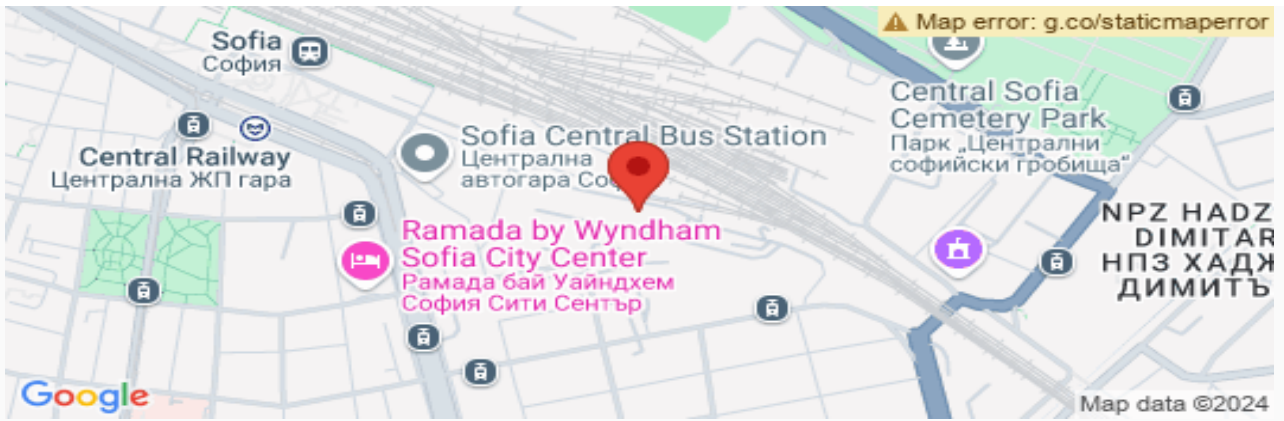 Map error: g.co/staticmaperror
Sofia
София
Central Sofia
Cemetery Park
Парк „Централни
софийски гробища“
Sofia Central Bus Station
Централна
автогара
Central Railway
Централна ЖП гара
NPZ HADZ
DIMITAR
НПЗ ХАДЖ
ДИМИТЪ
Ramada by Wyndham
Sofia City Center
Рамада бай Уайндхем
София Сити Сентър
Google
Map data ©2024